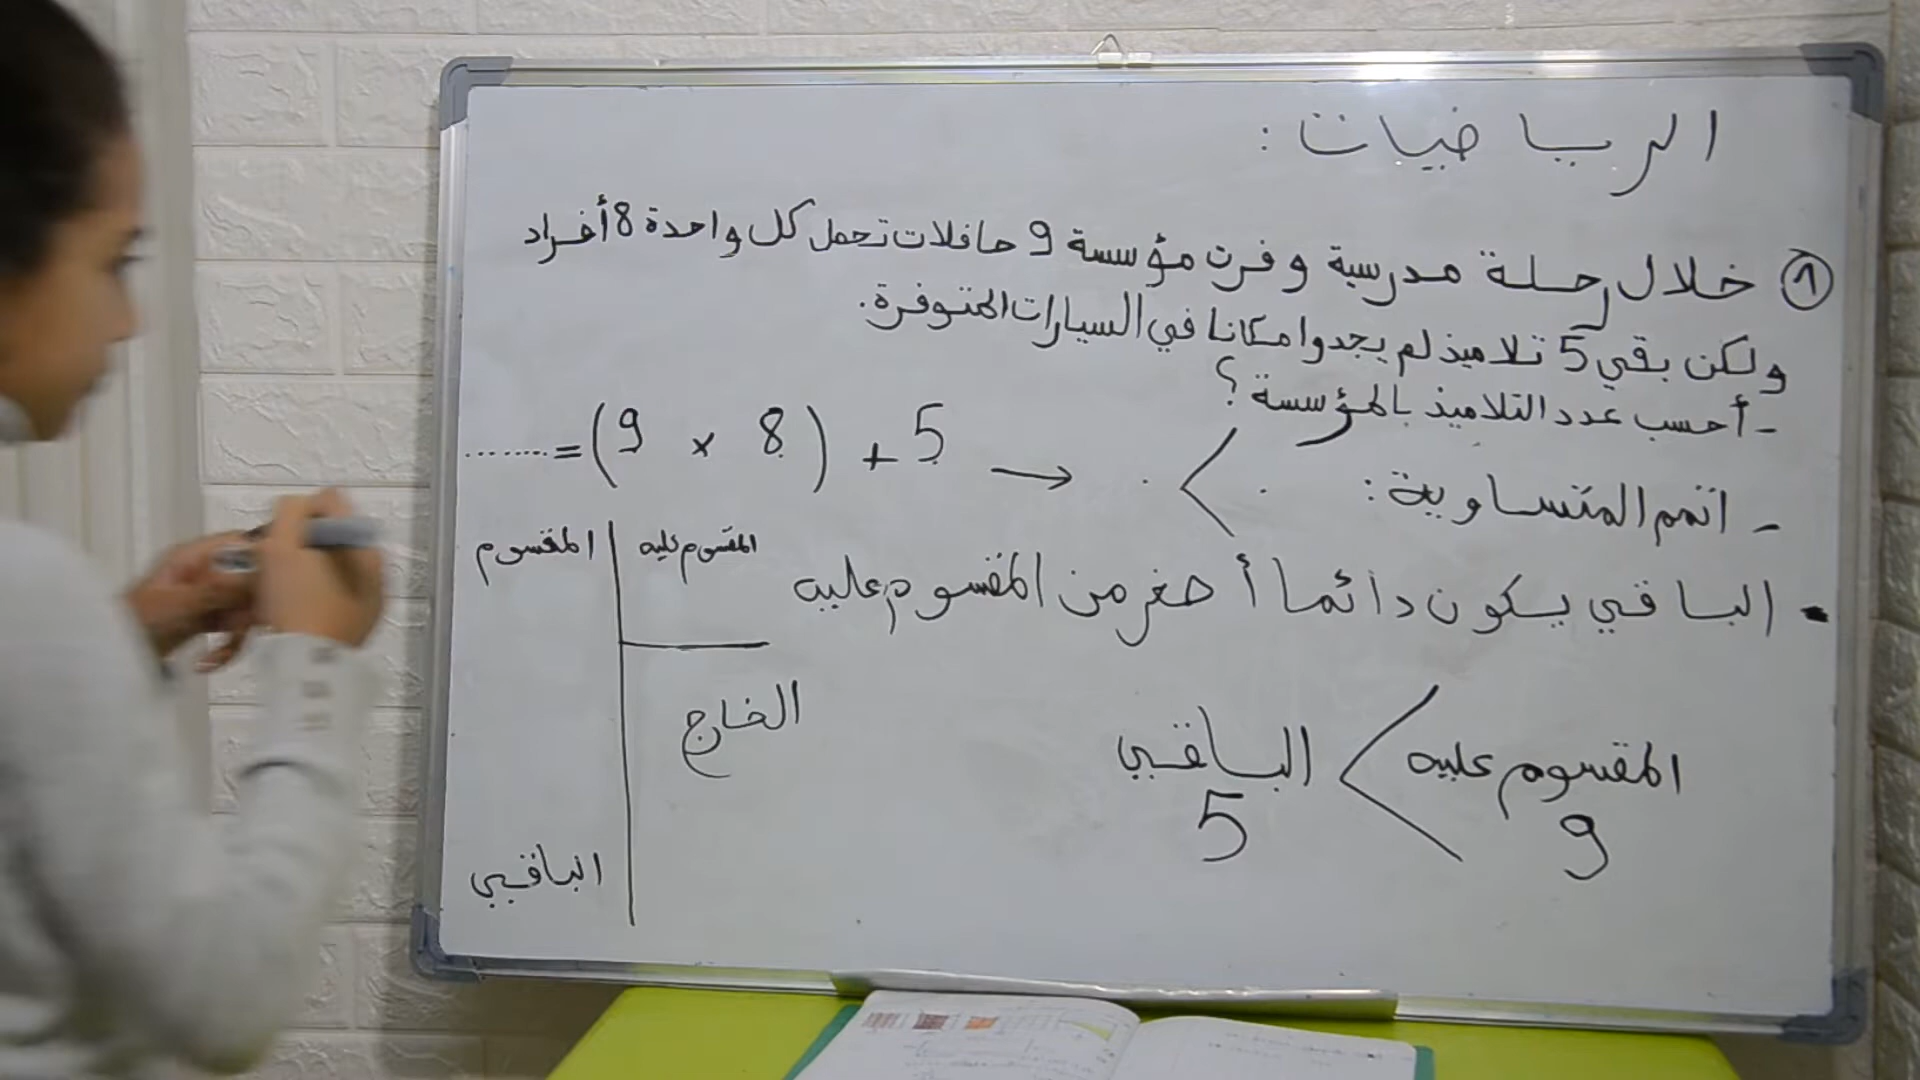 الرياضيات :
① خلال رحلة مدرسية وفرت مؤسسة 9 حافلات تحمل كل واحدة 8 أفراد
ولكن بقي 5 تلاميذ لم يجدوا مكانا في السيارات المتوفرة.
- أحسب عدد التلاميذ بالمؤسسة ؟
....... = (9 × 8) + 5 →
- اتمم المتساوية : . < .
المقسوم
المقسوم عليه
- الباقي يكون دائما أصغر من المقسوم عليه
الخارج
المقسوم عليه < الباقي
9 5
الباقي